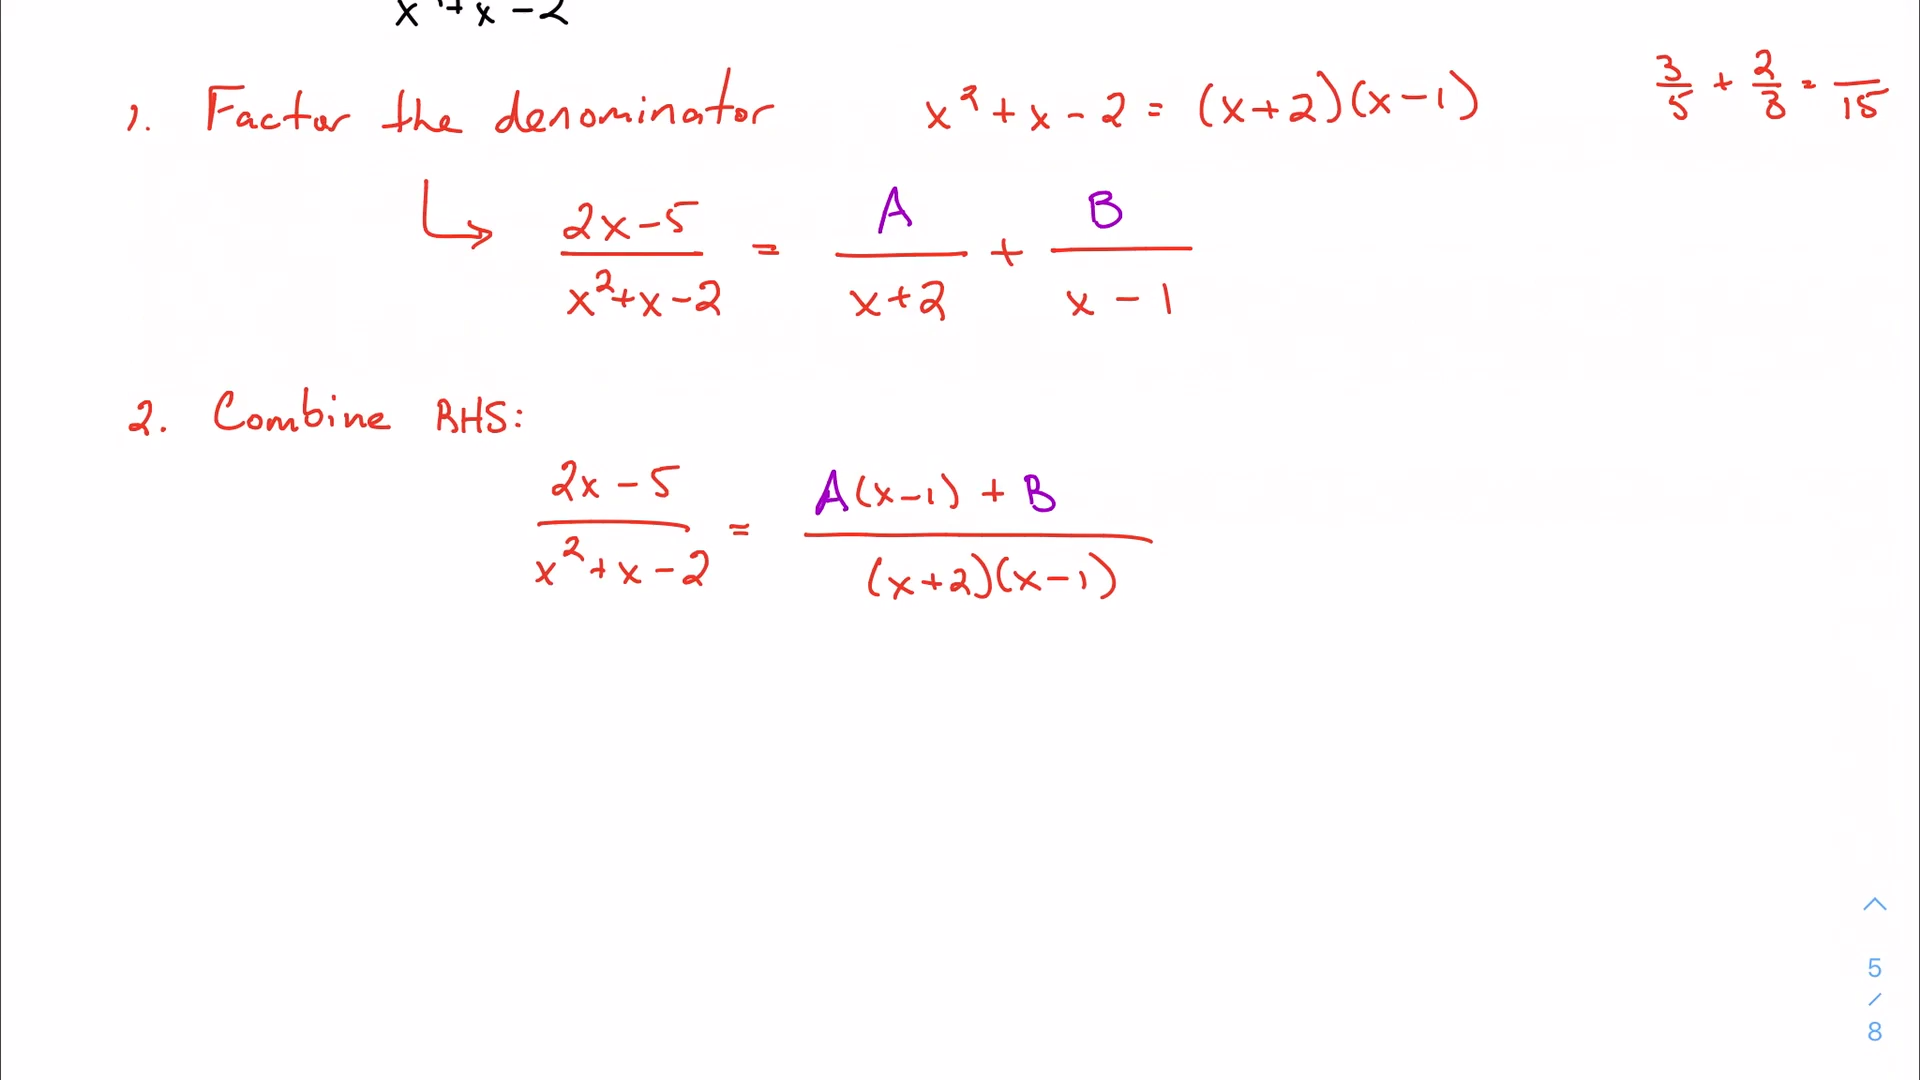 x²+x-2
1. Factor the denominator x²+x-2 = (x+2)(x-1) 3/5 + 2/3 = /15
↳ (2x-5)/(x²+x-2) = A/(x+2) + B/(x-1)
2. Combine RHS:
(2x-5)/(x²+x-2) = (A(x-1) + B)/((x+2)(x-1))
5
/
8